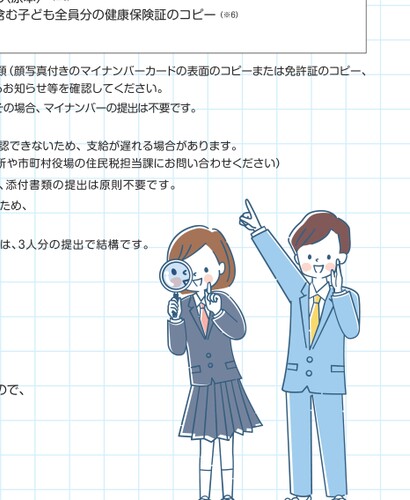 含む子ども全員分の健康保険証のコピー（※6）
（顔写真付きのマイナンバーカードの表面のコピーまたは免許証のコピー、
お知らせ等を確認してください。
その場合、マイナンバーの提出は不要です。
認できないため、支給が遅れる場合があります。
所や市町村役場の住民税担当課にお問い合わせください）
、添付書類の提出は原則不要です。
ため、
は、3人分の提出で結構です。
ので、